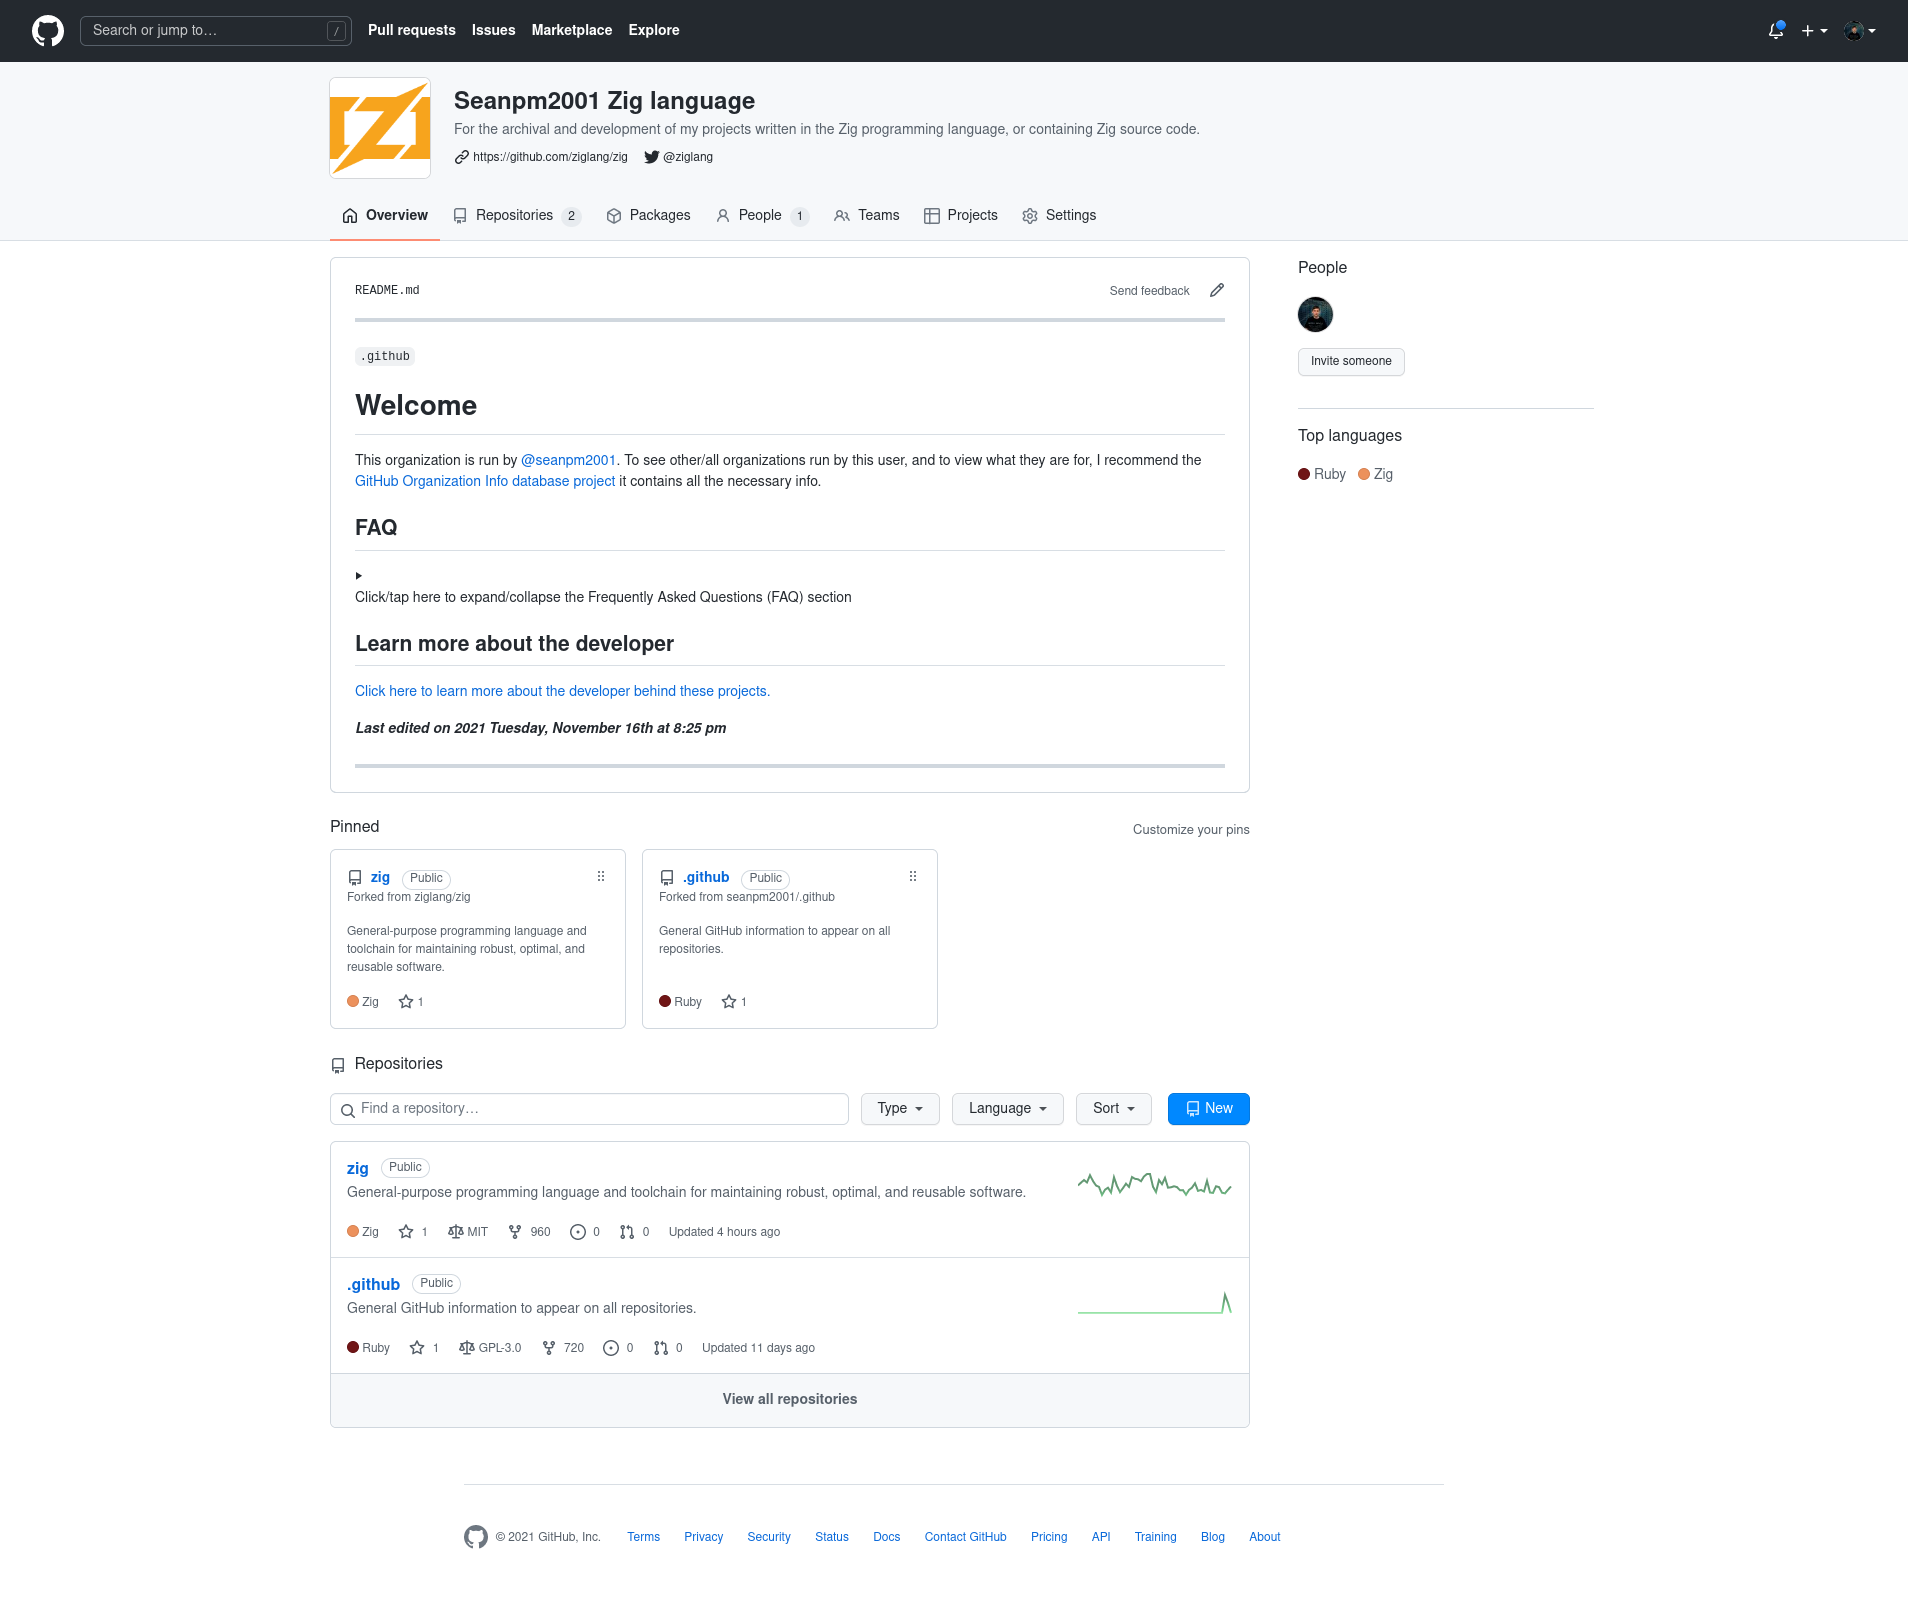 Search or jump to… /
Pull requests Issues Marketplace Explore
Seanpm2001 Zig language
For the archival and development of my projects written in the Zig programming language, or containing Zig source code.
https://github.com/ziglang/zig @ziglang
Overview Repositories 2 Packages People 1 Teams Projects Settings
README.md Send feedback
.github
Welcome
This organization is run by @seanpm2001. To see other/all organizations run by this user, and to view what they are for, I recommend the
GitHub Organization Info database project it contains all the necessary info.
FAQ
Click/tap here to expand/collapse the Frequently Asked Questions (FAQ) section
Learn more about the developer
Click here to learn more about the developer behind these projects.
Last edited on 2021 Tuesday, November 16th at 8:25 pm
People
Invite someone
Top languages
Ruby Zig
Pinned Customize your pins
zig Public
Forked from ziglang/zig
General-purpose programming language and
toolchain for maintaining robust, optimal, and
reusable software.
Zig 1
.github Public
Forked from seanpm2001/.github
General GitHub information to appear on all
repositories.
Ruby 1
Repositories
Find a repository… Type Language Sort New
zig Public
General-purpose programming language and toolchain for maintaining robust, optimal, and reusable software.
Zig 1 MIT 960 0 0 Updated 4 hours ago
.github Public
General GitHub information to appear on all repositories.
Ruby 1 GPL-3.0 720 0 0 Updated 11 days ago
View all repositories
© 2021 GitHub, Inc. Terms Privacy Security Status Docs Contact GitHub Pricing API Training Blog About